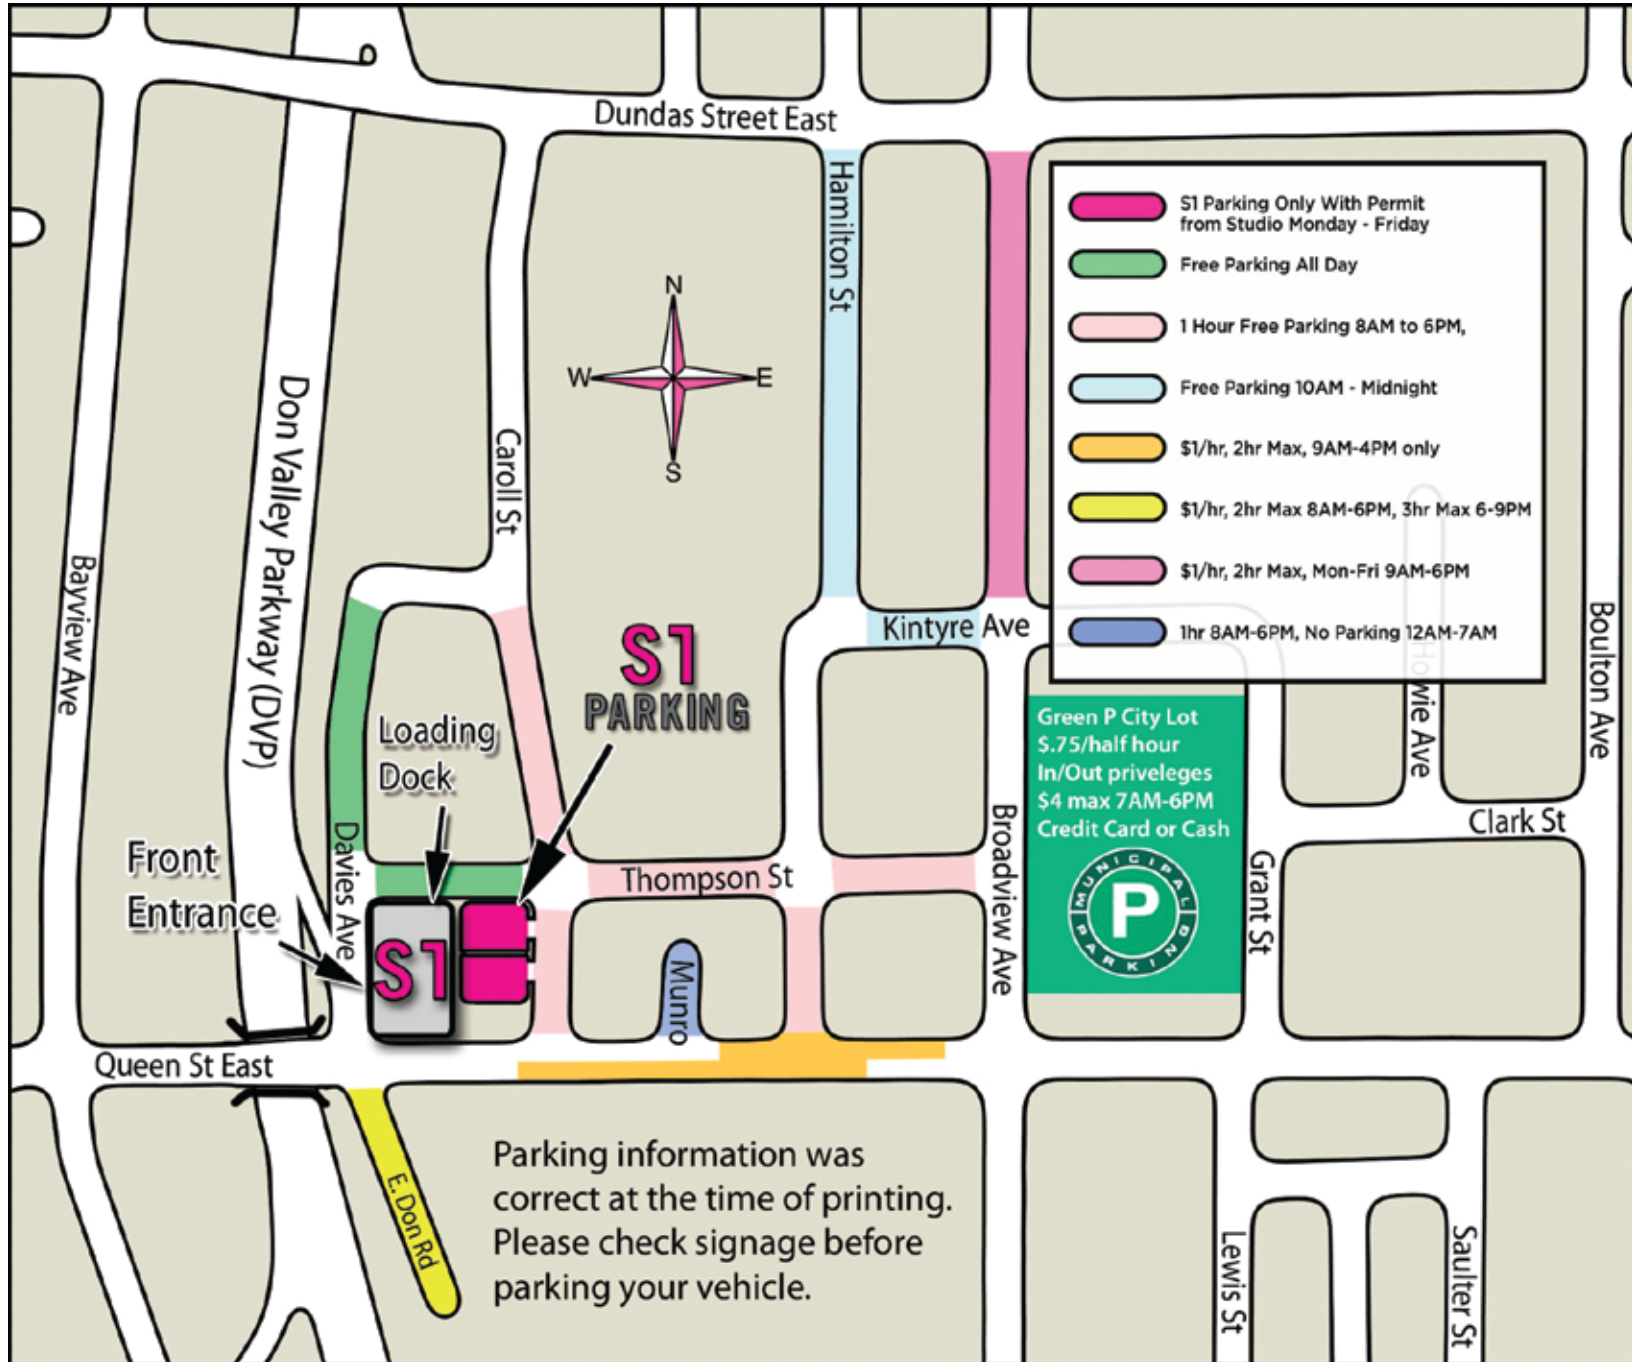 Dundas Street East
Hamilton St
S1 Parking Only With Permit
from Studio Monday - Friday
Free Parking All Day
1 Hour Free Parking 8AM to 6PM,
Free Parking 10AM - Midnight
$1/hr, 2hr Max, 9AM-4PM only
$1/hr, 2hr Max 8AM-6PM, 3hr Max 6-9PM
$1/hr, 2hr Max, Mon-Fri 9AM-6PM
1hr 8AM-6PM, No Parking 12AM-7AM
N
W
E
S
Don Valley Parkway (DVP)
Caroll St
Bayview Ave
Kintyre Ave
Howie Ave
Boulton Ave
S1
PARKING
Loading
Dock
Green P City Lot
$.75/half hour
In/Out priveleges
$4 max 7AM-6PM
Credit Card or Cash
MUNICIPAL
P
PARKING
Clark St
Front
Entrance
Davies Ave
Thompson St
Broadview Ave
Grant St
S1
Munro
Queen St East
E. Don Rd
Parking information was
correct at the time of printing.
Please check signage before
parking your vehicle.
Lewis St
Saulter St